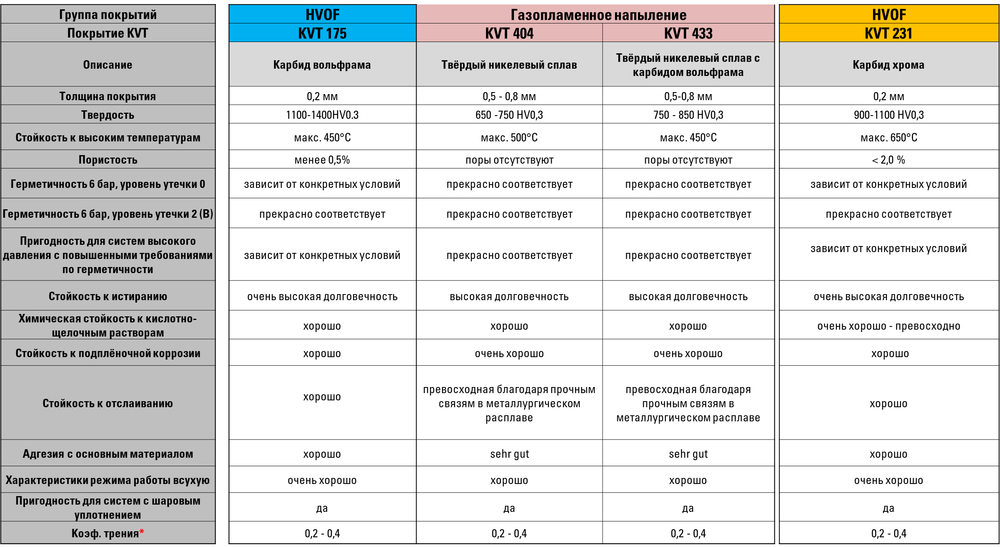 Группа покрытий HVOF Газопламенное напыление HVOF
Покрытие KVT KVT 175 KVT 404 KVT 433 KVT 231
Описание Карбид вольфрама Твёрдый никелевый сплав Твёрдый никелевый сплав с
карбидом вольфрама Карбид хрома
Толщина покрытия 0,2 мм 0,5 - 0,8 мм 0,5-0,8 мм 0,2 мм
Твердость 1100-1400HV0.3 650 -750 HV0,3 750 - 850 HV0,3 900-1100 HV0,3
Стойкость к высоким температурам макс. 450°C макс. 500°C макс. 450°C макс. 650°C
Пористость менее 0,5% поры отсутствуют поры отсутствуют < 2,0 %
Герметичность 6 бар, уровень утечки 0 зависит от конкретных условий прекрасно соответствует прекрасно соответствует зависит от конкретных условий
Герметичность 6 бар, уровень утечки 2 (B) прекрасно соответствует прекрасно соответствует прекрасно соответствует прекрасно соответствует
Пригодность для систем высокого
давления с повышенными требованиями
по герметичности зависит от конкретных условий прекрасно соответствует прекрасно соответствует зависит от конкретных условий
Стойкость к истиранию очень высокая долговечность высокая долговечность высокая долговечность очень высокая долговечность
Химическая стойкость к кислотно-
щелочным растворам хорошо хорошо хорошо очень хорошо - превосходно
Стойкость к подплёночной коррозии хорошо очень хорошо очень хорошо хорошо
Стойкость к отслаиванию хорошо превосходная благодаря прочным
связям в металлургическом
расплаве превосходная благодаря
прочным связям в
металлургическом расплаве хорошо
Адгезия с основным материалом хорошо sehr gut sehr gut хорошо
Характеристики режима работы всухую очень хорошо хорошо хорошо очень хорошо
Пригодность для систем с шаровым
уплотнением да да да да
Коэф. трения* 0,2 - 0,4 0,2 - 0,4 0,2 - 0,4 0,2 - 0,4